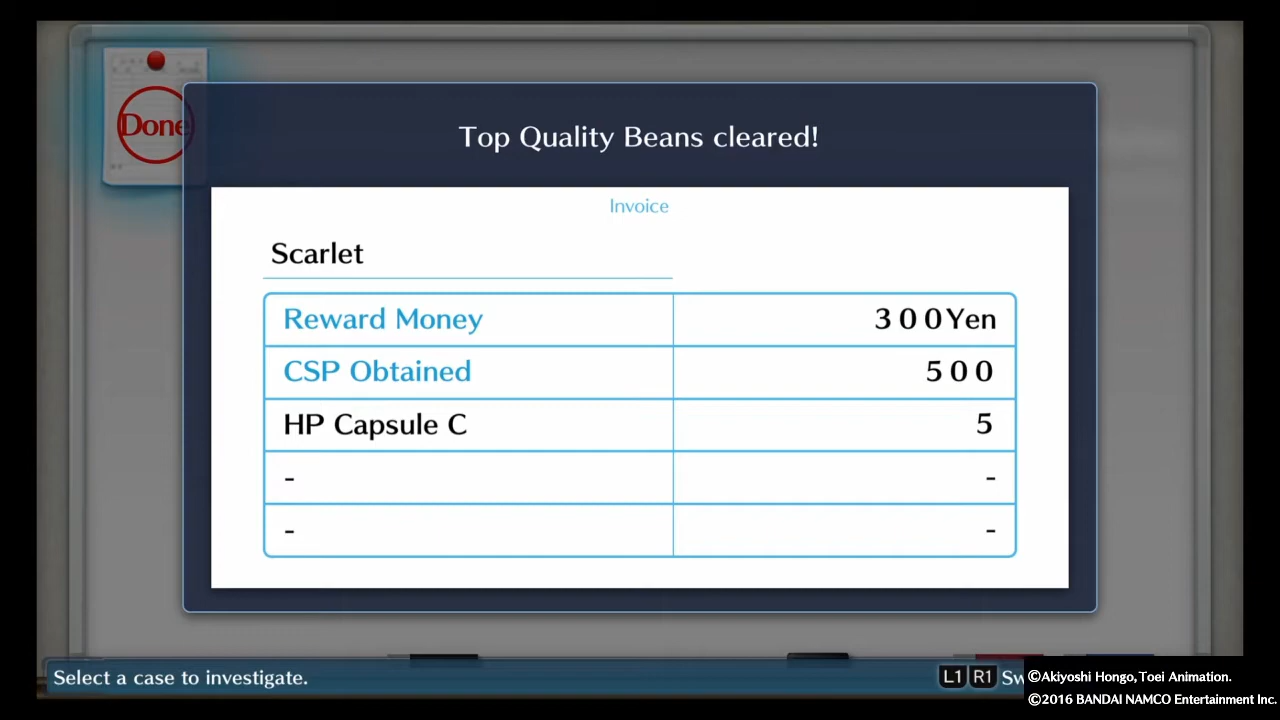 Done
Top Quality Beans cleared!
Invoice
Scarlet
Reward Money 300Yen
CSP Obtained 500
HP Capsule C 5
- -
- -
Select a case to investigate.
L1 R1 Sw
©Akiyoshi Hongo, Toei Animation.
©2016 BANDAI NAMCO Entertainment Inc.